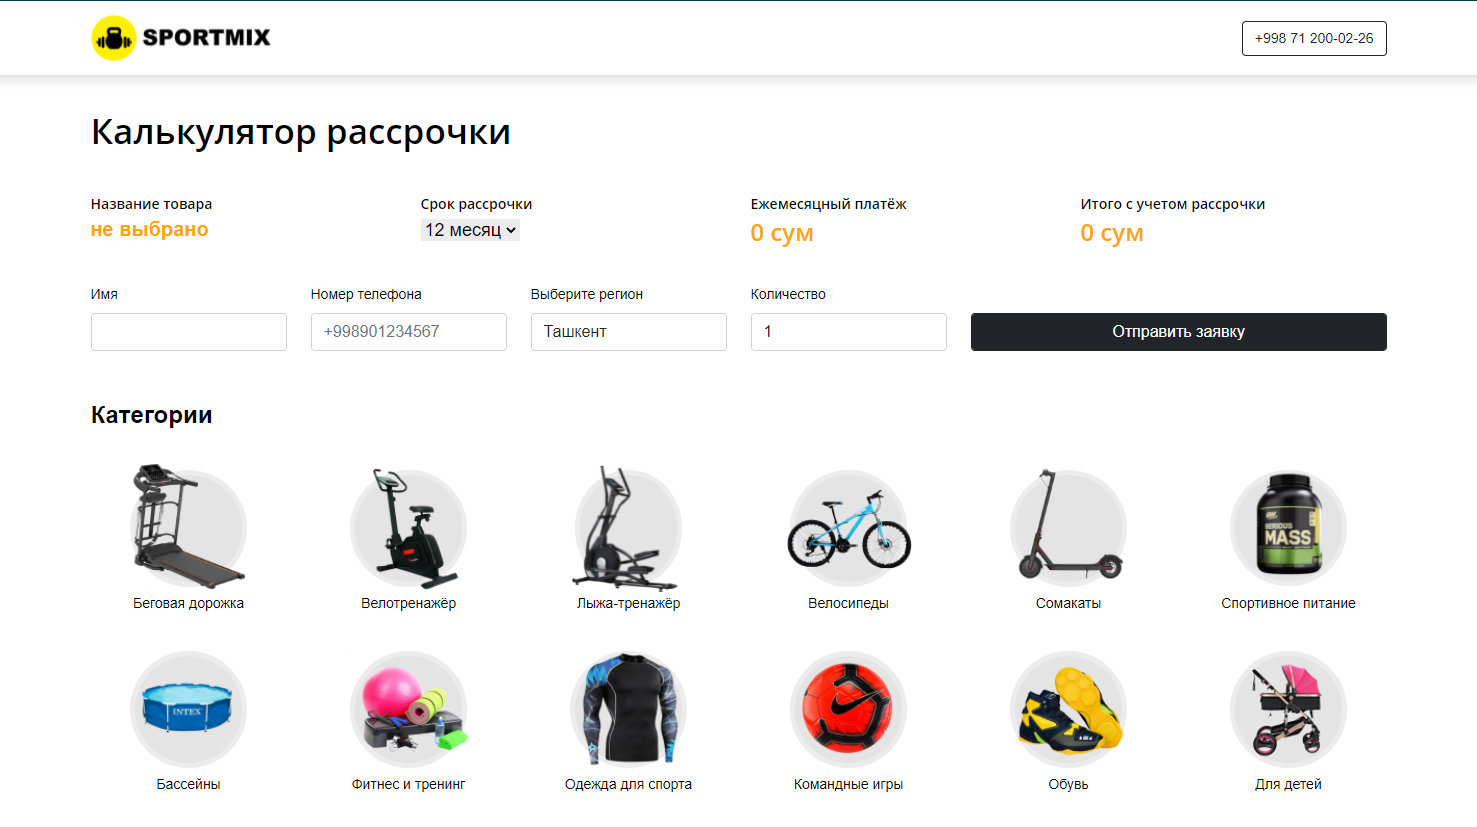 SPORTMIX
+998 71 200-02-26
Калькулятор рассрочки
Название товара
не выбрано
Срок рассрочки
12 месяц
Ежемесяцный платёж
0 сум
Итого с учетом рассрочки
0 сум
Имя
Номер телефона
+998901234567
Выберите регион
Ташкент
Количество
1
Отправить заявку
Категории
SERIOUS
MASS
Беговая дорожка
Велотренажёр
Лыжа-тренажёр
Велосипеды
Сомакаты
Спортивное питание
INTEX
Бассейны
Фитнес и тренинг
Одежда для спорта
Командные игры
Обувь
Для детей